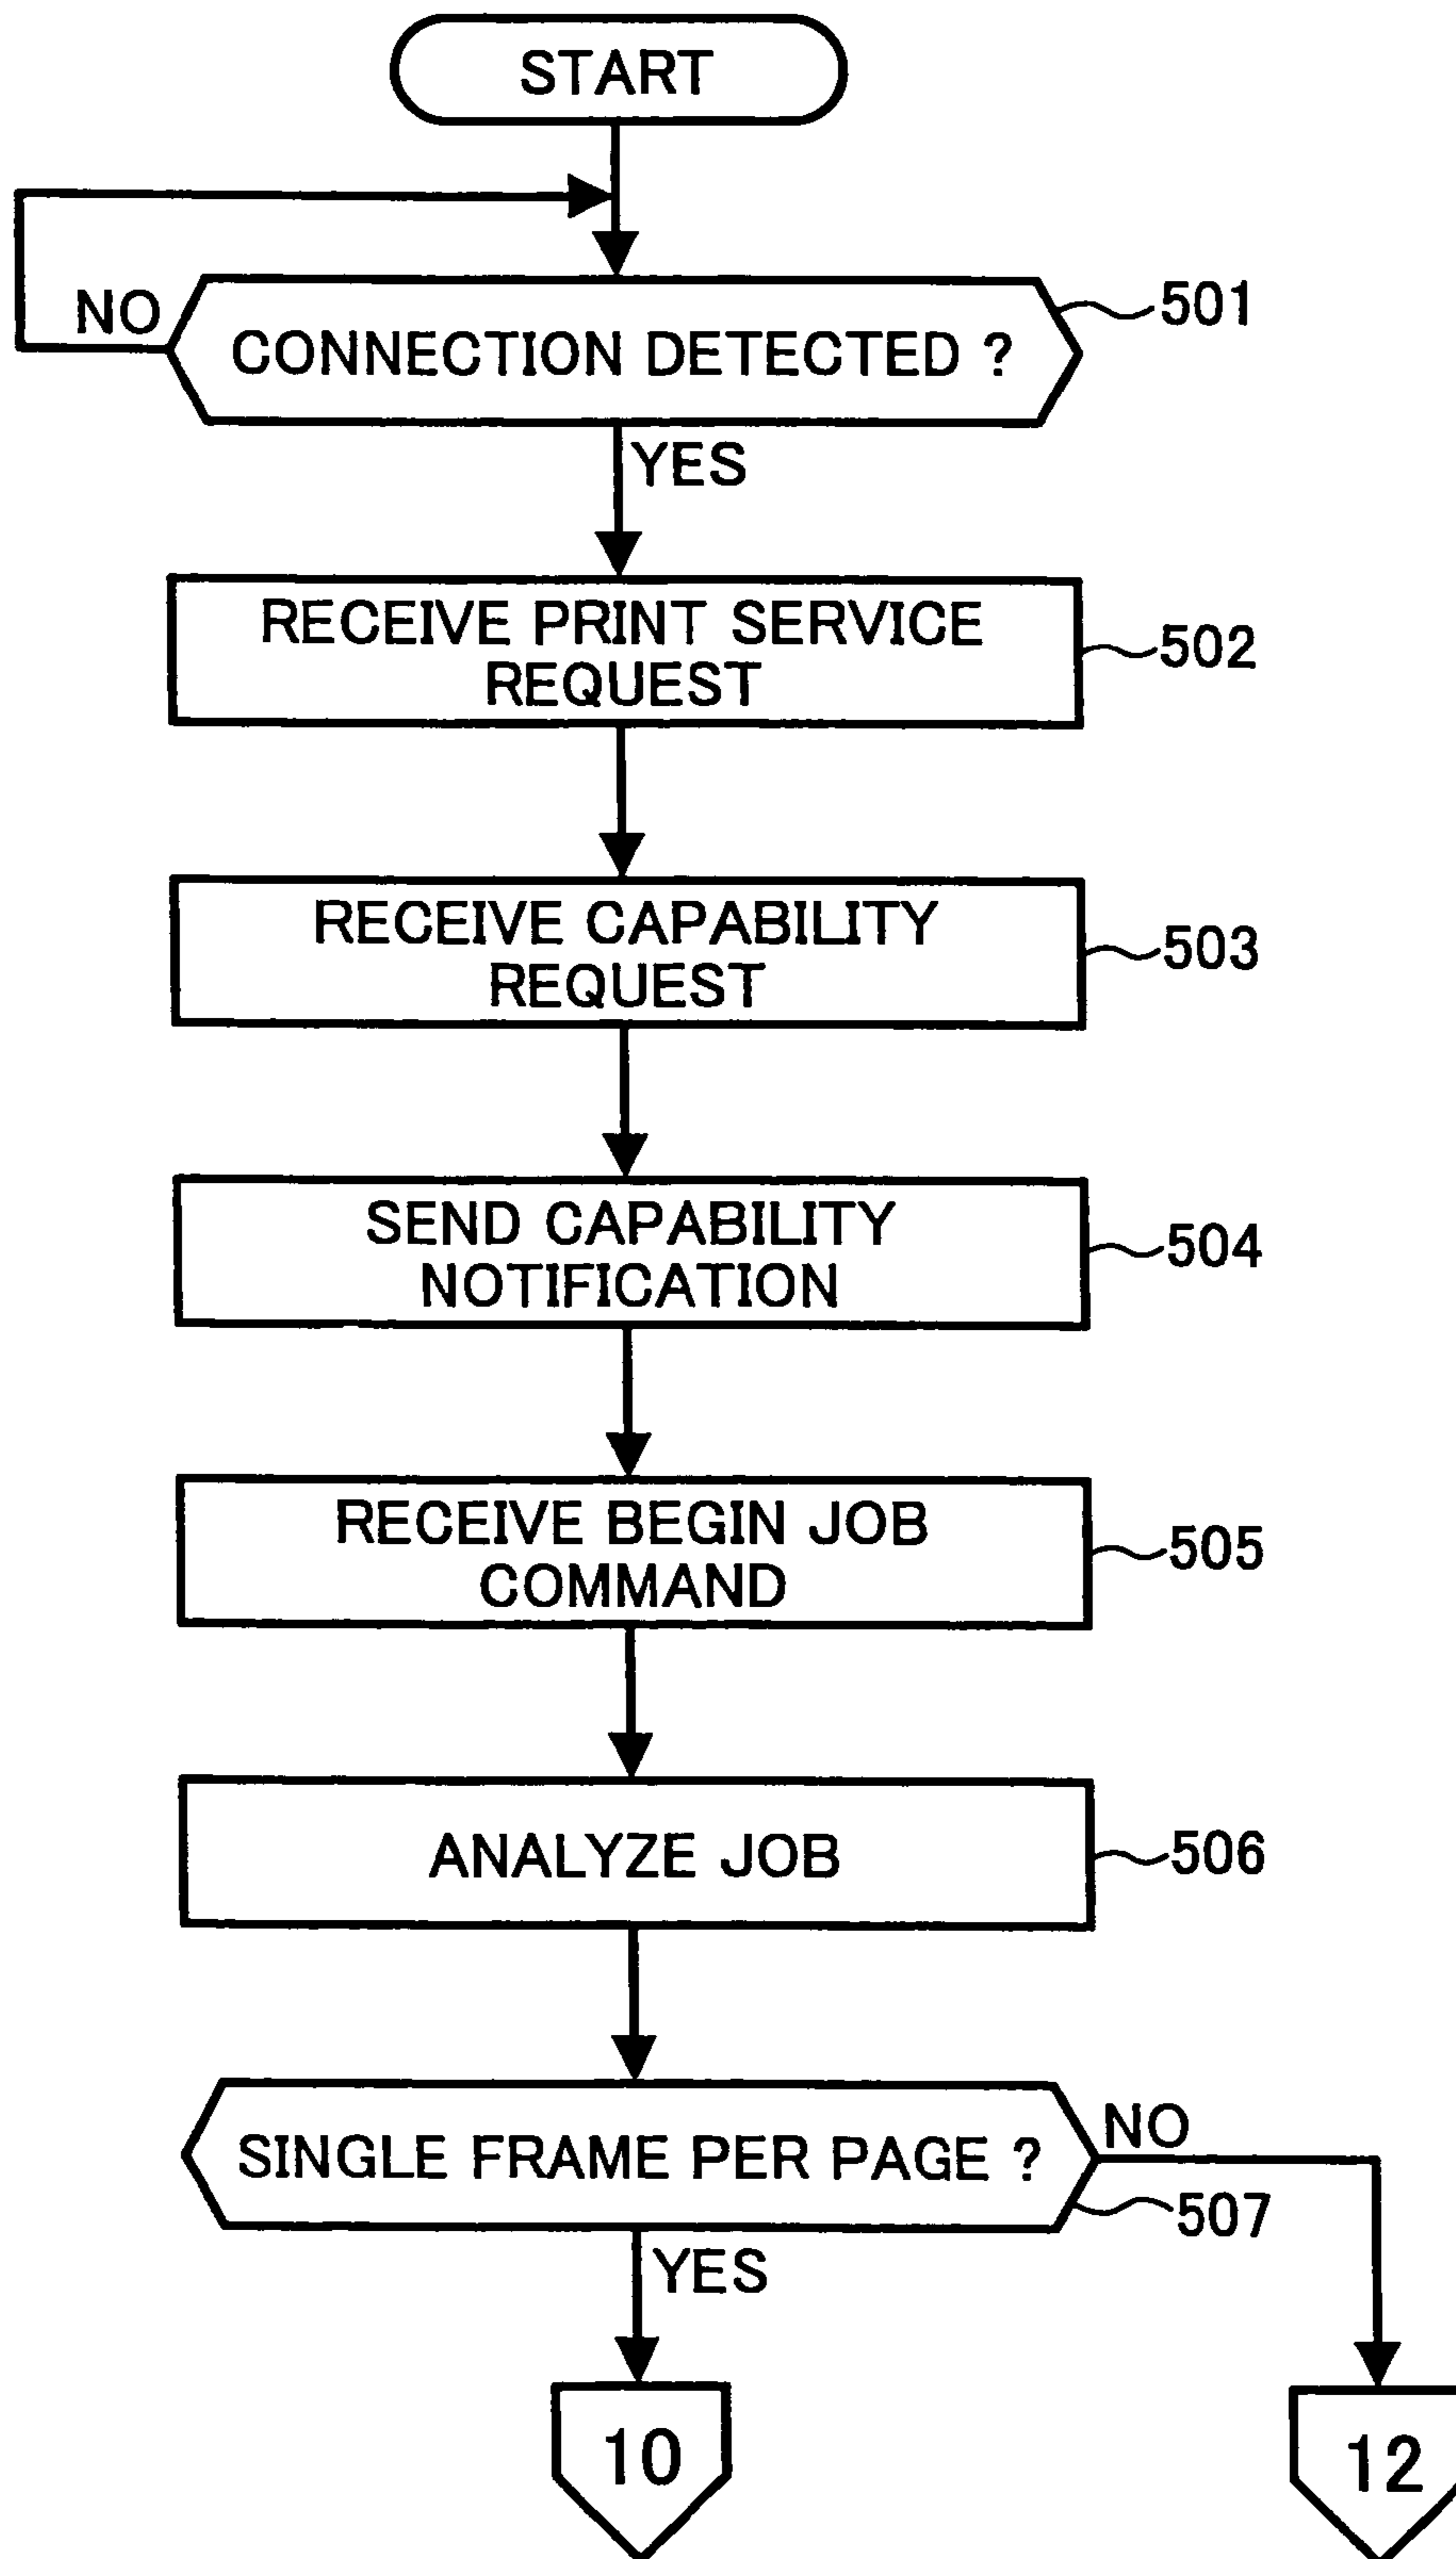 START
NO
CONNECTION DETECTED ?
501
YES
RECEIVE PRINT SERVICE
REQUEST
502
RECEIVE CAPABILITY
REQUEST
503
SEND CAPABILITY
NOTIFICATION
504
RECEIVE BEGIN JOB
COMMAND
505
ANALYZE JOB
506
SINGLE FRAME PER PAGE ?
NO
507
YES
10
12